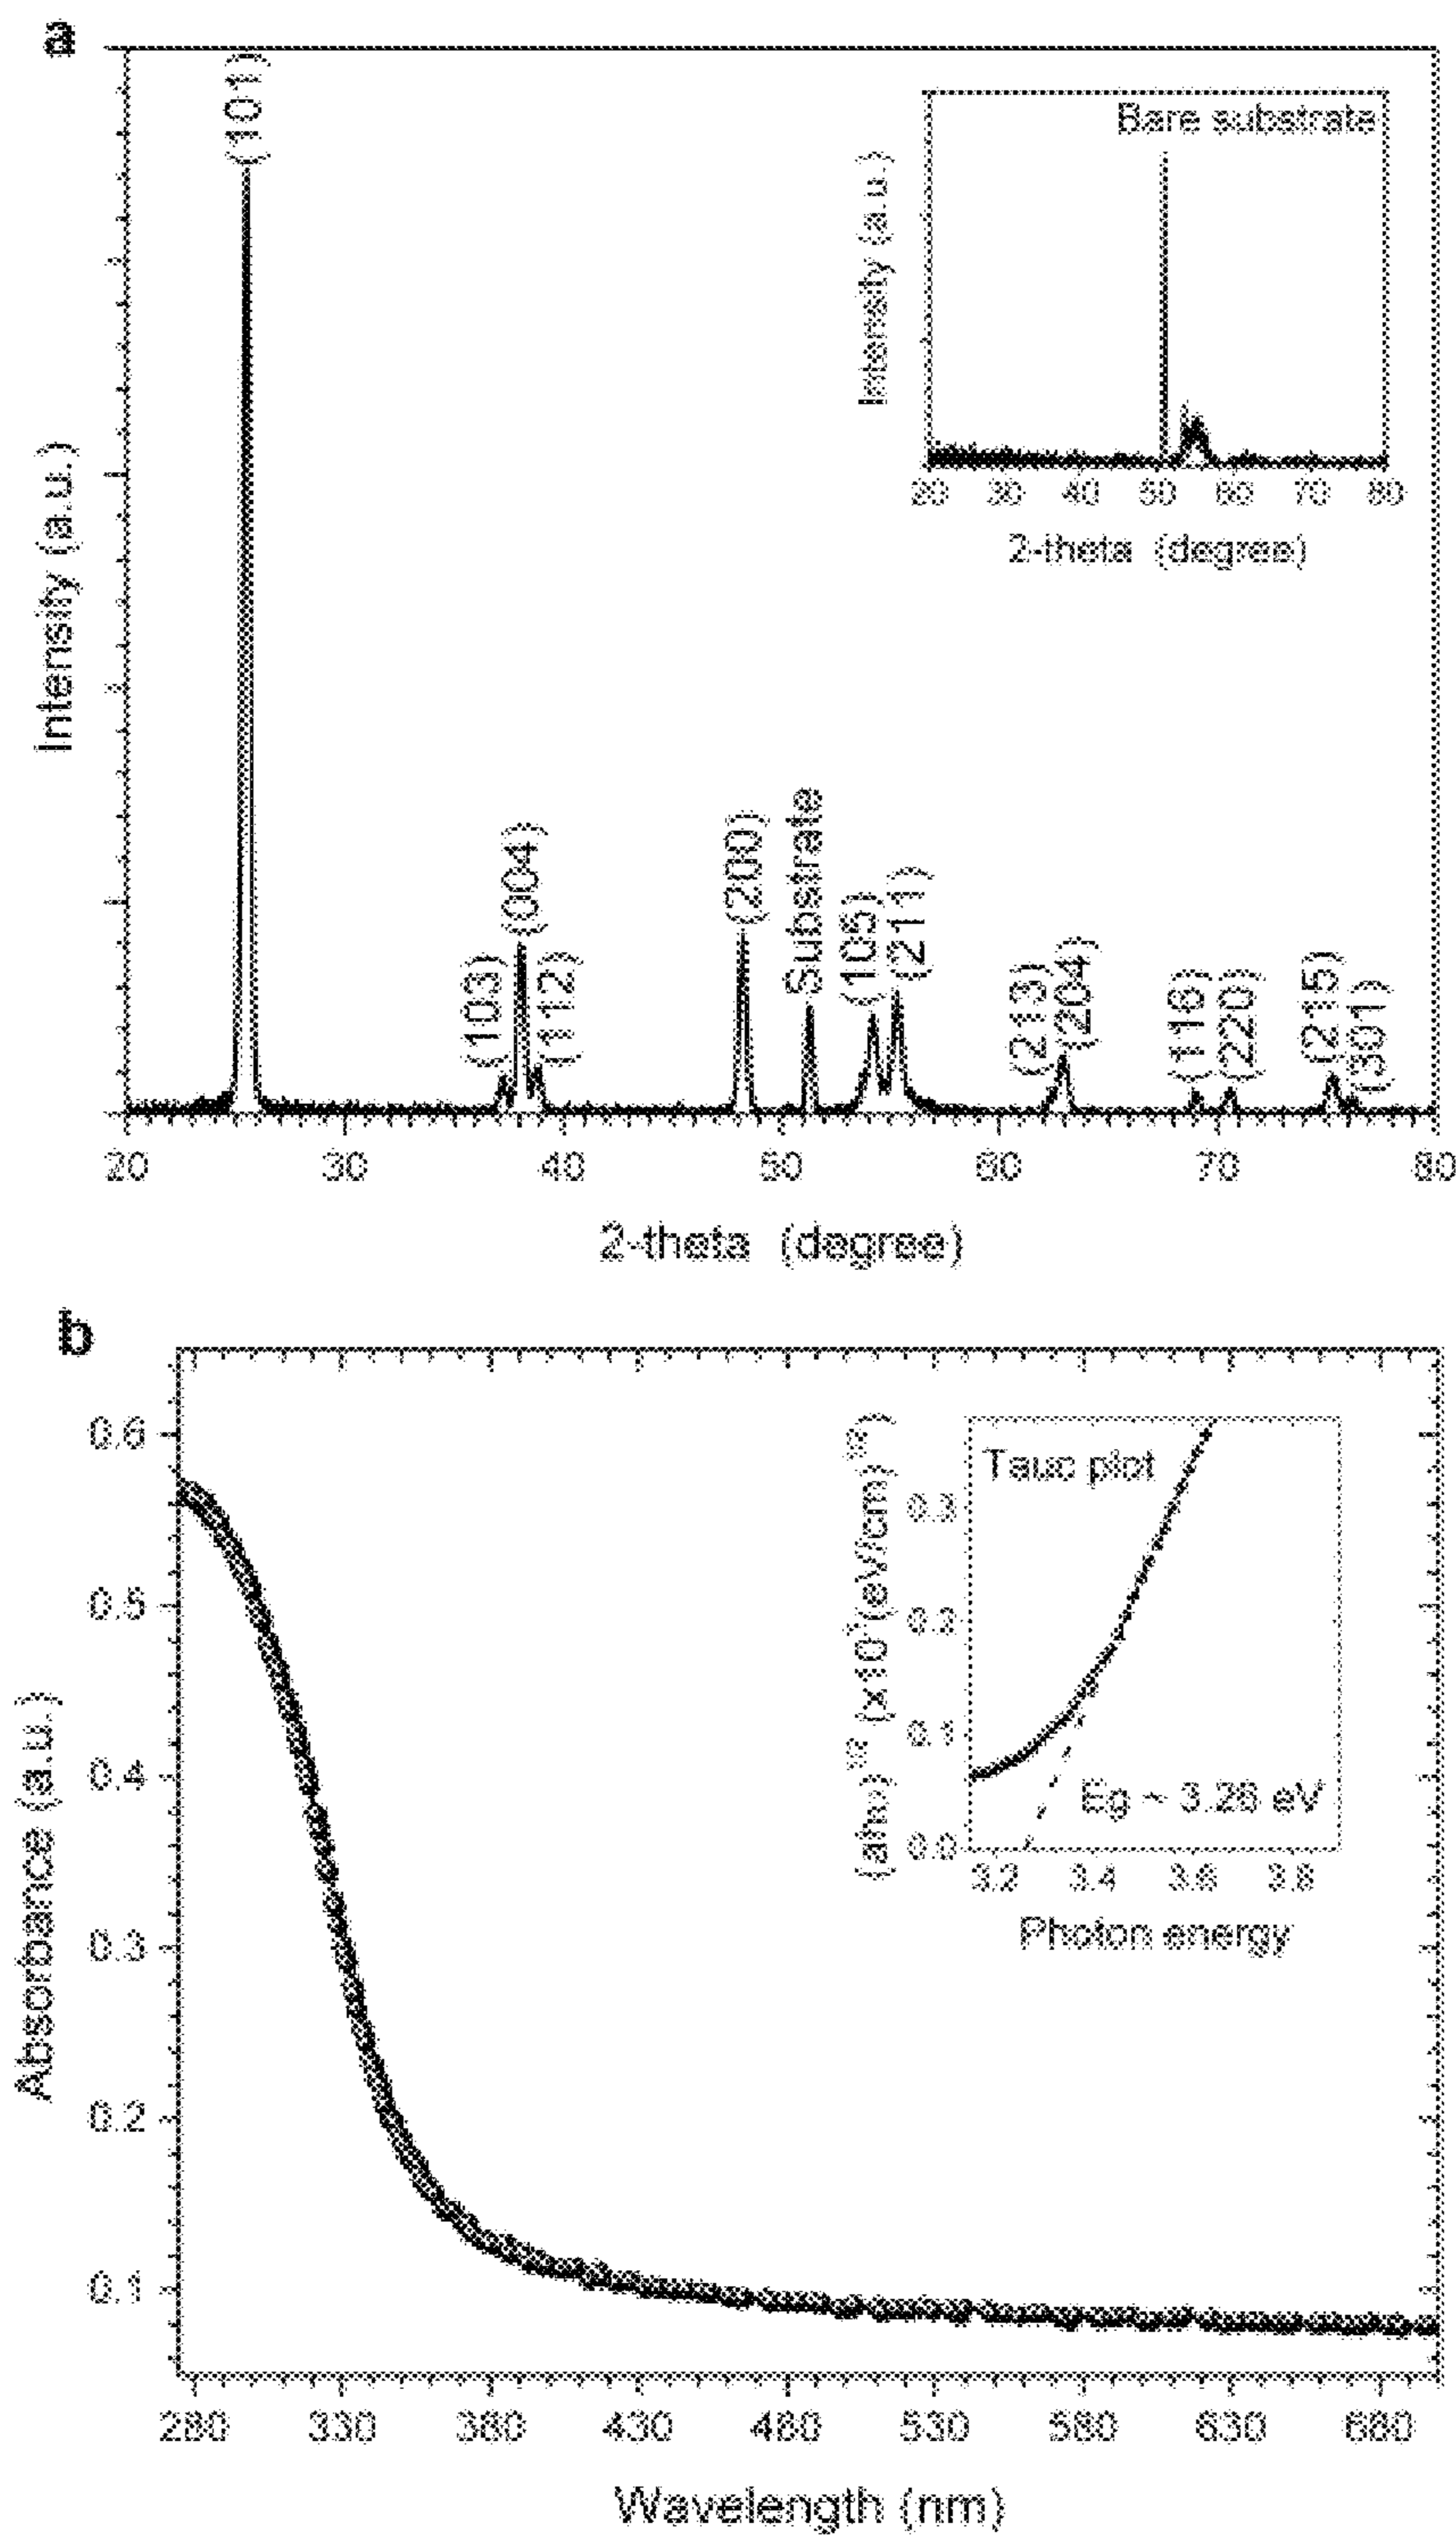 a
(101)
Bare substrate
Intensity (a.u.)
20 30 40 50 60 70 80
2-theta (degree)
Intensity (a.u.)
(103)
(004)
(112)
(200)
Substrate
(105)
(211)
(213)
(204)
(116)
(220)
(215)
(301)
20 30 40 50 60 70 80
2-theta (degree)
b
0.6
0.5
0.4
0.3
0.2
0.1
Absorbance (a.u.)
Tauc plot
0.3
0.2
0.1
0.0
Eg ~ 3.26 eV
3.2 3.4 3.6 3.8
Photon energy
280 330 380 430 480 530 580 630 680
Wavelength (nm)